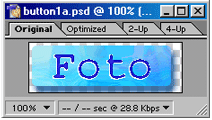 button1a.psd @ 100% (...
Original Optimized 2-Up 4-Up
Foto
100% -- / -- sec @ 28.8 Kbps